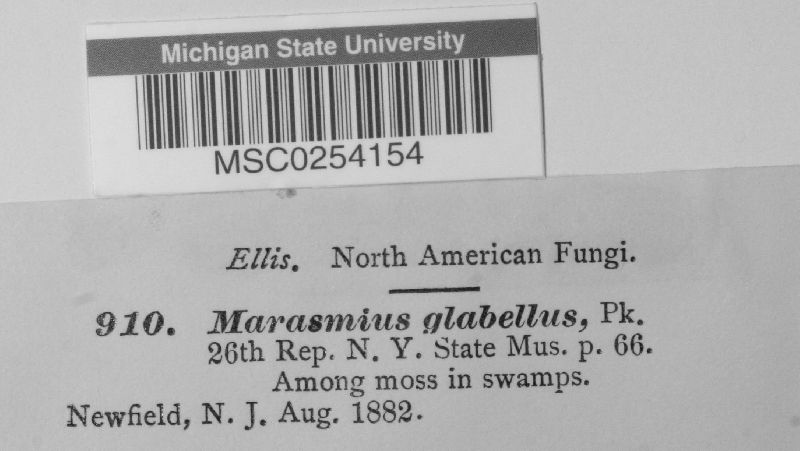 Michigan State University
MSC0254154
Ellis. North American Fungi.
910. Marasmius glabellus, Pk.
26th Rep. N. Y. State Mus. p. 66.
Among moss in swamps.
Newfield, N. J. Aug. 1882.